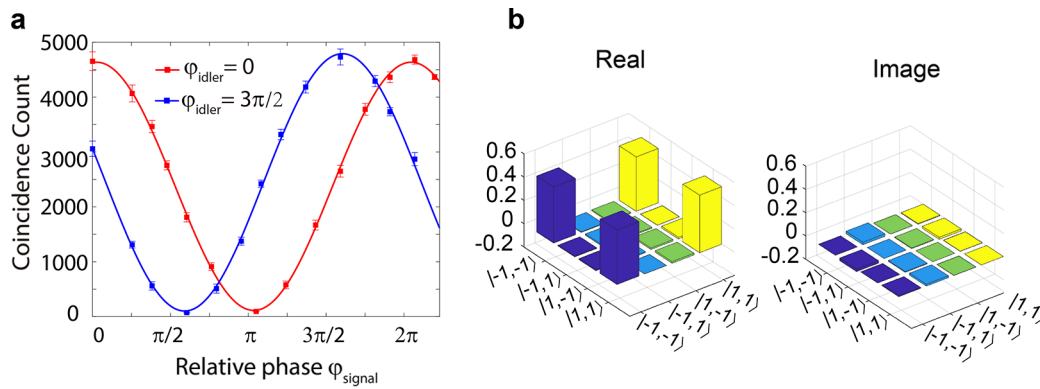 a
5000
4000
3000
2000
1000
0
Coincidence Count
φidler = 0
φidler = 3π/2
0
π/2
π
3π/2
2π
Relative phase φsignal
b
Real
0.6
0.4
0.2
0
-0.2
|-1,-1⟩
|1,1⟩
|-1,-1⟩
|1,1⟩
Image
0.6
0.4
0.2
0
-0.2
|-1,-1⟩
|1,1⟩
|-1,-1⟩
|1,1⟩